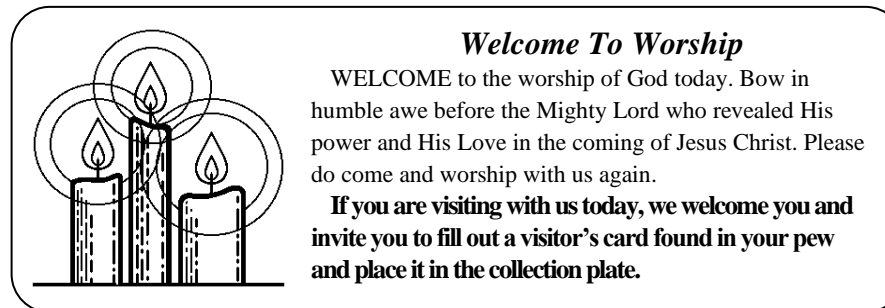 Welcome To Worship
WELCOME to the worship of God today. Bow in
humble awe before the Mighty Lord who revealed His
power and His Love in the coming of Jesus Christ. Please
do come and worship with us again.
If you are visiting with us today, we welcome you and
invite you to fill out a visitor’s card found in your pew
and place it in the collection plate.